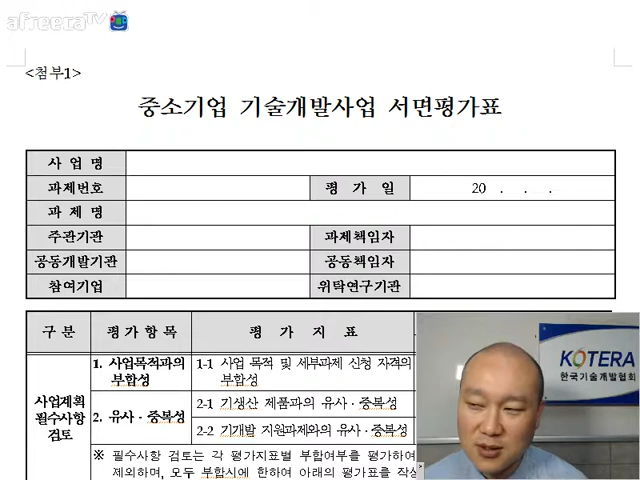 afreecaTV
<첨부1>
중소기업 기술개발사업 서면평가표
사 업 명
과제번호 평 가 일 20 . . .
과 제 명
주관기관 과제책임자
공동개발기관 공동책임자
참여기업 위탁연구기관
구 분 평 가 항 목 평 가 지 표
사업계획
필수사항
검토
1. 사업목적과의
부합성
1-1 사업 목적 및 세부과제 신청 자격의
부합성
2. 유사·중복성
2-1 기생산 제품과의 유사·중복성
2-2 기개발 지원과제와의 유사·중복성
※ 필수사항 검토는 각 평가지표별 부합여부를 평가하여
제외하며, 모두 부합시에 한하여 아래의 평가표를 작성
KOTERA
한국기술개발협회